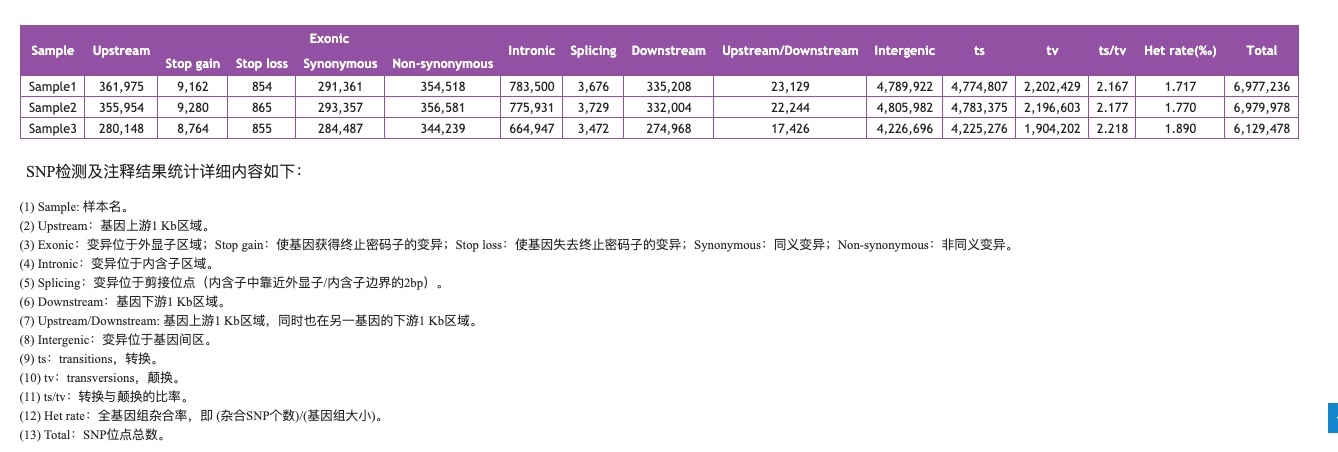 Exonic
Sample Upstream Intronic Splicing Downstream Upstream/Downstream Intergenic ts tv ts/tv Het rate(‰) Total
Stop gain Stop loss Synonymous Non-synonymous
Sample1 361,975 9,162 854 291,361 354,518 783,500 3,676 335,208 23,129 4,789,922 4,774,807 2,202,429 2.167 1.717 6,977,236
Sample2 355,954 9,280 865 293,357 356,581 775,931 3,729 332,004 22,244 4,805,982 4,783,375 2,196,603 2.177 1.770 6,979,978
Sample3 280,148 8,764 855 284,487 344,239 664,947 3,472 274,968 17,426 4,226,696 4,225,276 1,904,202 2.218 1.890 6,129,478
SNP检测及注释结果统计详细内容如下：
(1) Sample: 样本名。
(2) Upstream：基因上游1 Kb区域。
(3) Exonic：变异位于外显子区域；Stop gain：使基因获得终止密码子的变异；Stop loss：使基因失去终止密码子的变异；Synonymous：同义变异；Non-synonymous：非同义变异。
(4) Intronic：变异位于内含子区域。
(5) Splicing：变异位于剪接位点（内含子中靠近外显子/内含子边界的2bp）。
(6) Downstream：基因下游1 Kb区域。
(7) Upstream/Downstream: 基因上游1 Kb区域，同时也在另一基因的下游1 Kb区域。
(8) Intergenic：变异位于基因间区。
(9) ts：transitions，转换。
(10) tv：transversions，颠换。
(11) ts/tv：转换与颠换的比率。
(12) Het rate：全基因组杂合率，即 (杂合SNP个数)/(基因组大小)。
(13) Total：SNP位点总数。